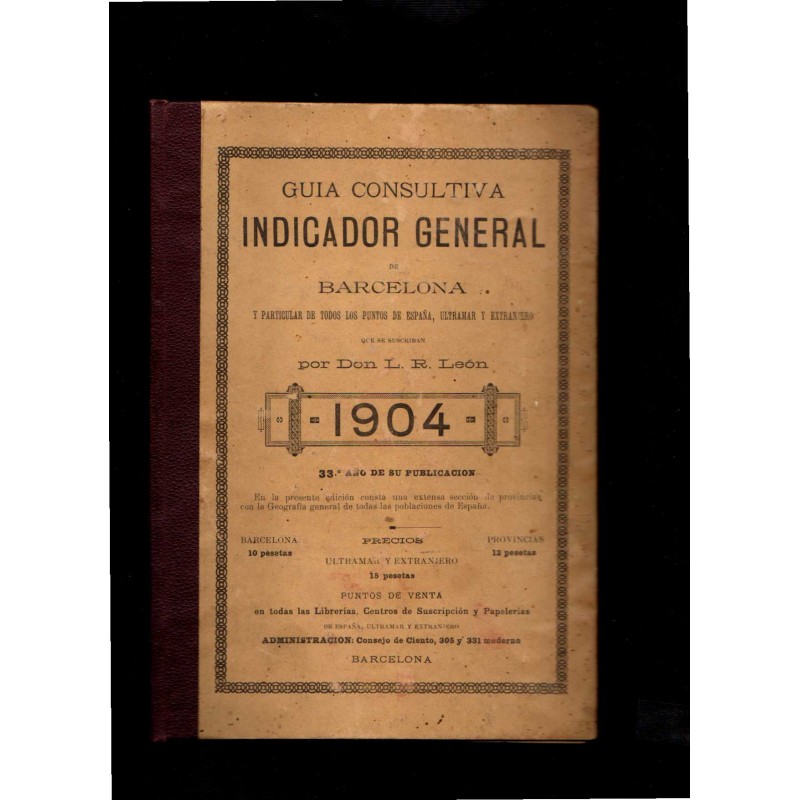 GUIA CONSULTIVA
INDICADOR GENERAL
DE
BARCELONA
Y PARTICULAR DE TODOS LOS PUNTOS DE ESPAÑA, ULTRAMAR Y EXTRANJERO
QUE SE SUSCRIBAN
por Don L. R. León
1904
33.º AÑO DE SU PUBLICACION
En la presente edición consta una extensa sección de provincias,
con la Geografía general de todas las poblaciones de España.
PRECIOS
BARCELONA
10 pesetas
PROVINCIAS
12 pesetas
ULTRAMAR Y EXTRANJERO
15 pesetas
PUNTOS DE VENTA
en todas las Librerías, Centros de Suscripción y Papelerías
DE ESPAÑA, ULTRAMAR Y EXTRANJERO
ADMINISTRACION: Consejo de Ciento, 305 y 331 moderno
BARCELONA